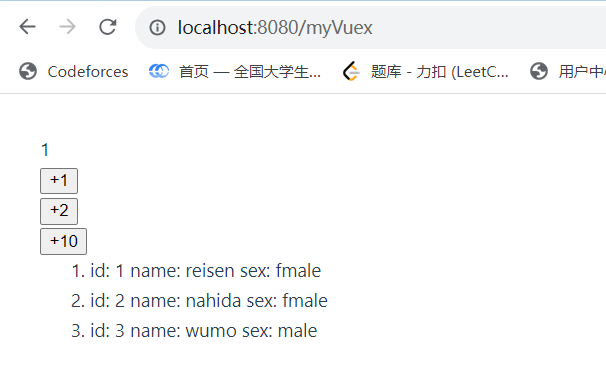 localhost:8080/myVuex
Codeforces 首页 — 全国大学生... 题库 - 力扣 (LeetC... 用户中
1
+1
+2
+10
1. id: 1 name: reisen sex: fmale
2. id: 2 name: nahida sex: fmale
3. id: 3 name: wumo sex: male